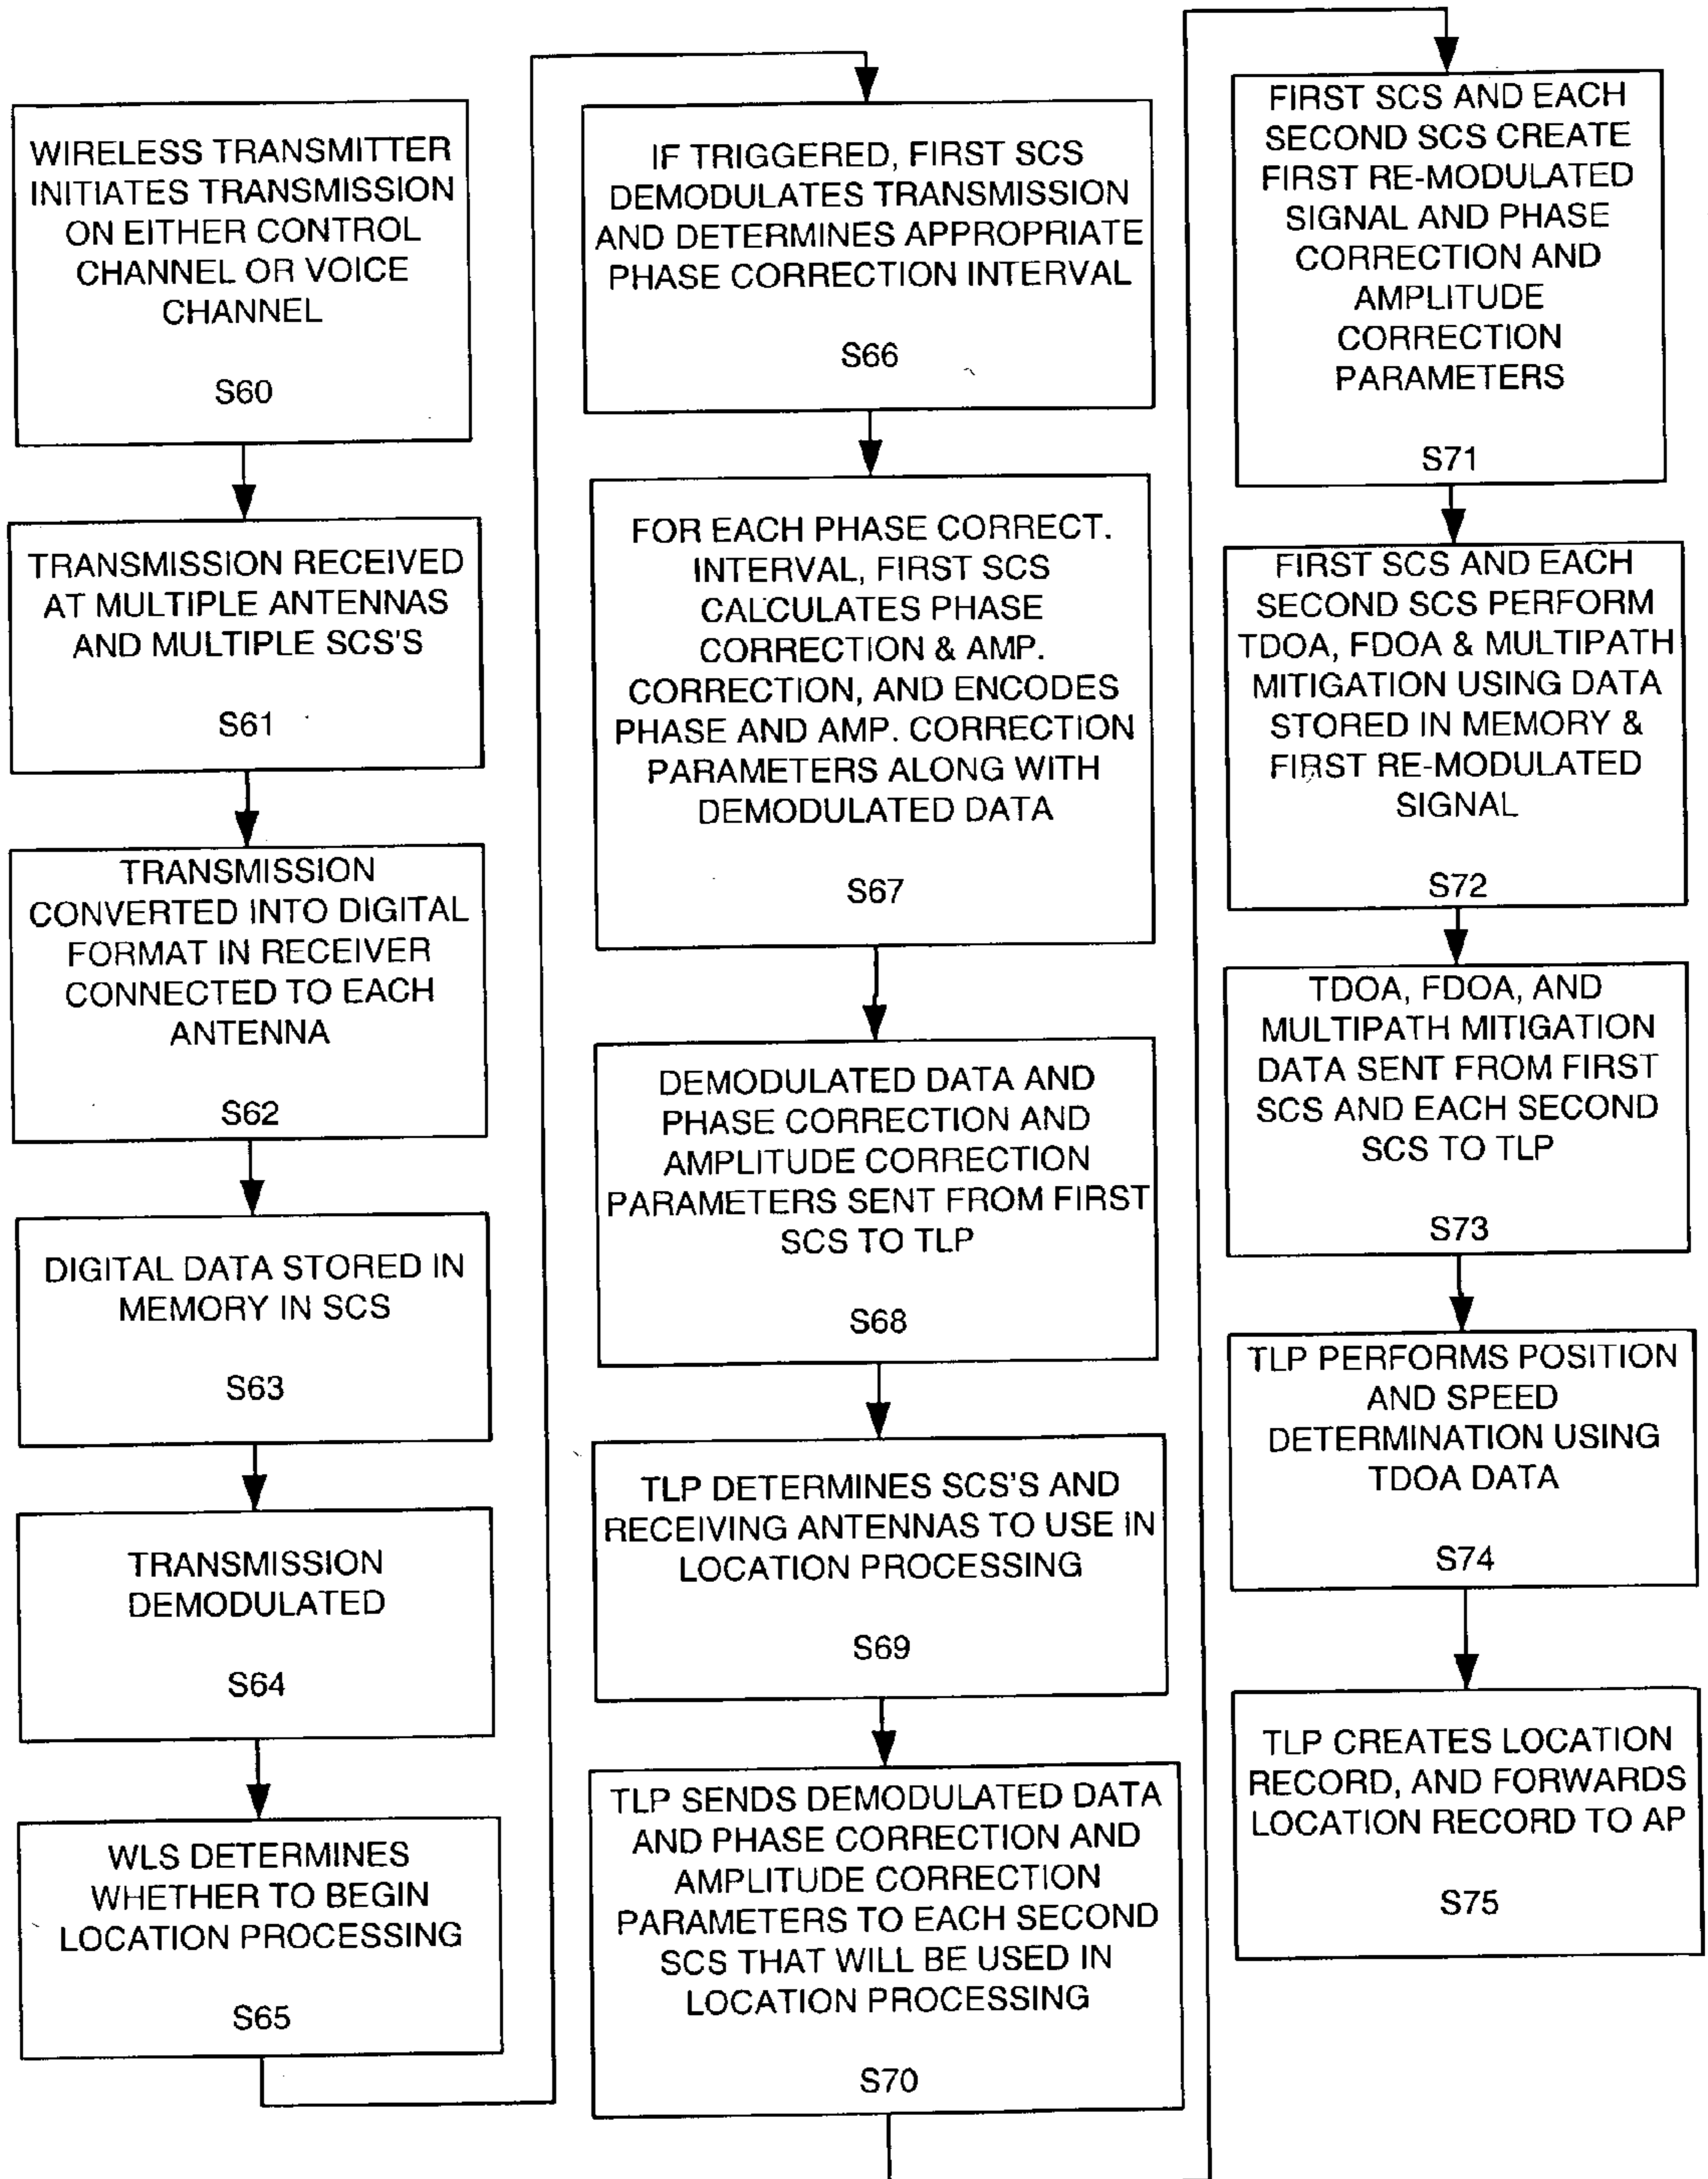 WIRELESS TRANSMITTER
INITIATES TRANSMISSION
ON EITHER CONTROL
CHANNEL OR VOICE
CHANNEL
S60
TRANSMISSION RECEIVED
AT MULTIPLE ANTENNAS
AND MULTIPLE SCS'S
S61
TRANSMISSION
CONVERTED INTO DIGITAL
FORMAT IN RECEIVER
CONNECTED TO EACH
ANTENNA
S62
DIGITAL DATA STORED IN
MEMORY IN SCS
S63
TRANSMISSION
DEMODULATED
S64
WLS DETERMINES
WHETHER TO BEGIN
LOCATION PROCESSING
S65
IF TRIGGERED, FIRST SCS
DEMODULATES TRANSMISSION
AND DETERMINES APPROPRIATE
PHASE CORRECTION INTERVAL
S66
FOR EACH PHASE CORRECT.
INTERVAL, FIRST SCS
CALCULATES PHASE
CORRECTION & AMP.
CORRECTION, AND ENCODES
PHASE AND AMP. CORRECTION
PARAMETERS ALONG WITH
DEMODULATED DATA
S67
DEMODULATED DATA AND
PHASE CORRECTION AND
AMPLITUDE CORRECTION
PARAMETERS SENT FROM FIRST
SCS TO TLP
S68
TLP DETERMINES SCS'S AND
RECEIVING ANTENNAS TO USE IN
LOCATION PROCESSING
S69
TLP SENDS DEMODULATED DATA
AND PHASE CORRECTION AND
AMPLITUDE CORRECTION
PARAMETERS TO EACH SECOND
SCS THAT WILL BE USED IN
LOCATION PROCESSING
S70
FIRST SCS AND EACH
SECOND SCS CREATE
FIRST RE-MODULATED
SIGNAL AND PHASE
CORRECTION AND
AMPLITUDE
CORRECTION
PARAMETERS
S71
FIRST SCS AND EACH
SECOND SCS PERFORM
TDOA, FDOA & MULTIPATH
MITIGATION USING DATA
STORED IN MEMORY &
FIRST RE-MODULATED
SIGNAL
S72
TDOA, FDOA, AND
MULTIPATH MITIGATION
DATA SENT FROM FIRST
SCS AND EACH SECOND
SCS TO TLP
S73
TLP PERFORMS POSITION
AND SPEED
DETERMINATION USING
TDOA DATA
S74
TLP CREATES LOCATION
RECORD, AND FORWARDS
LOCATION RECORD TO AP
S75